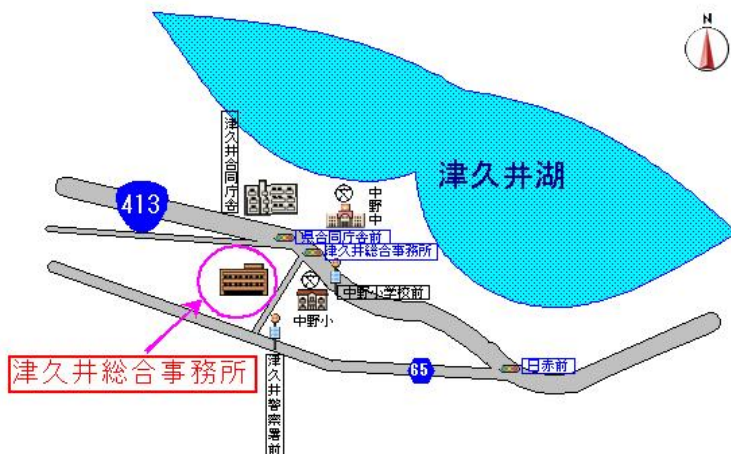 N
津久井合同庁舎
中野中
津久井湖
413
県合同庁舎前
津久井総合事務所
中野小学校前
中野小
津久井総合事務所
65
日赤前
津久井警察署前